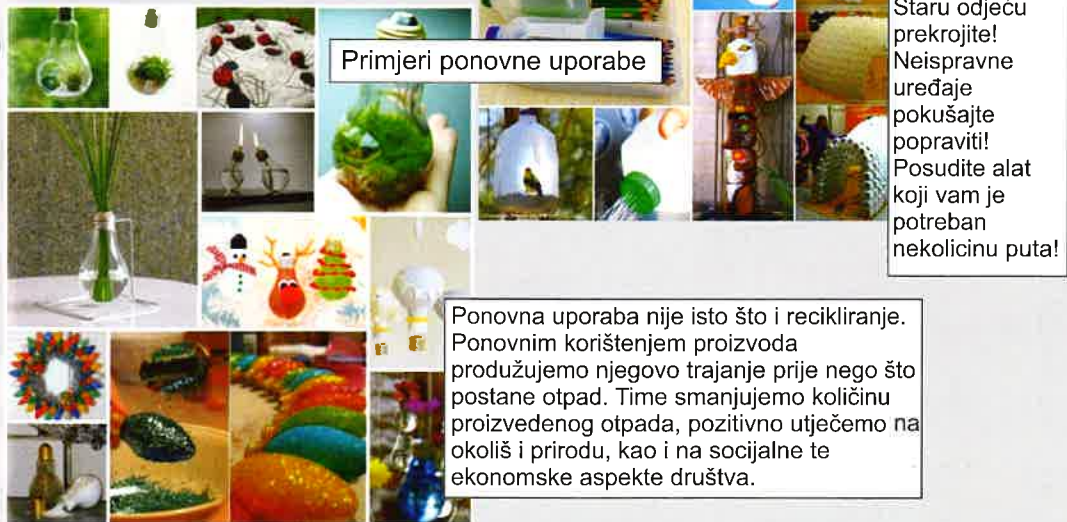 Primjeri ponovne uporabe
Staru odjeću
prekrojite!
Neispravne
uređaje
pokušajte
popraviti!
Posudite alat
koji vam je
potreban
nekolicinu puta!
Ponovna uporaba nije isto što i recikliranje.
Ponovnim korištenjem proizvoda
produžujemo njegovo trajanje prije nego što
postane otpad. Time smanjujemo količinu
proizvedenog otpada, pozitivno utječemo na
okoliš i prirodu, kao i na socijalne te
ekonomske aspekte društva.